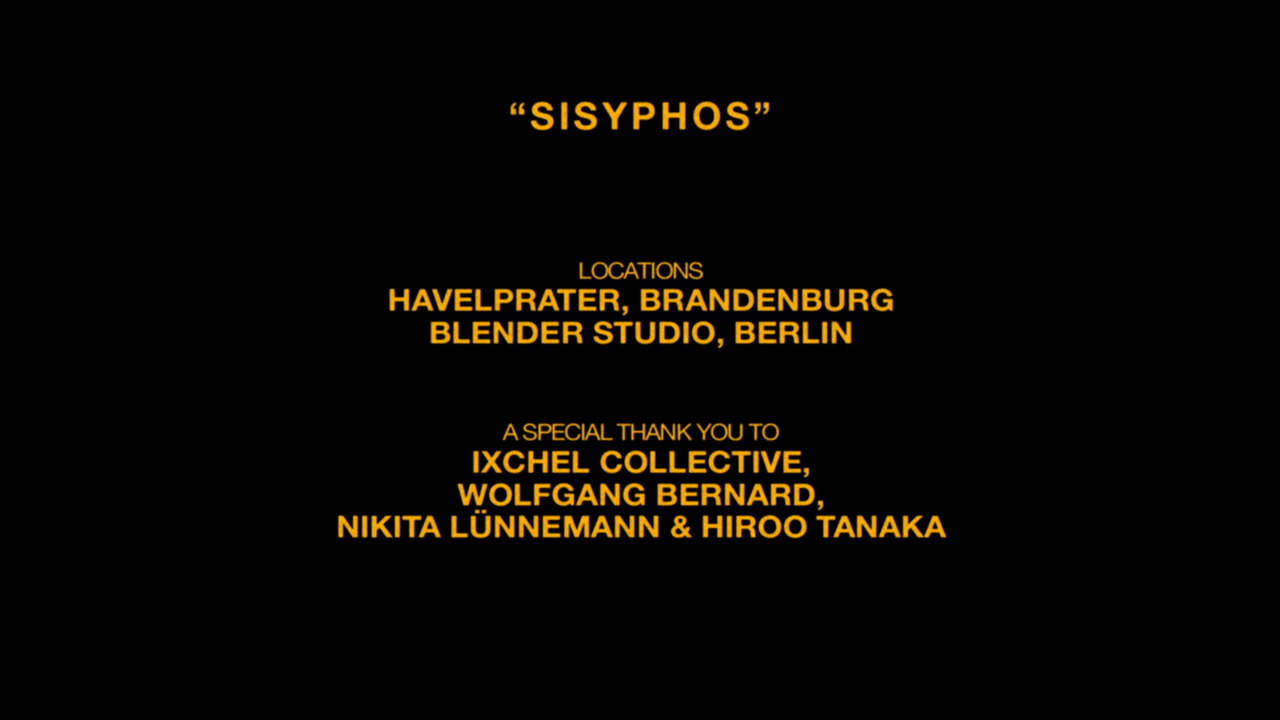 “SISYPHOS”
LOCATIONS
HAVELPRATER, BRANDENBURG
BLENDER STUDIO, BERLIN
A SPECIAL THANK YOU TO
IXCHEL COLLECTIVE,
WOLFGANG BERNARD,
NIKITA LÜNNEMANN & HIROO TANAKA